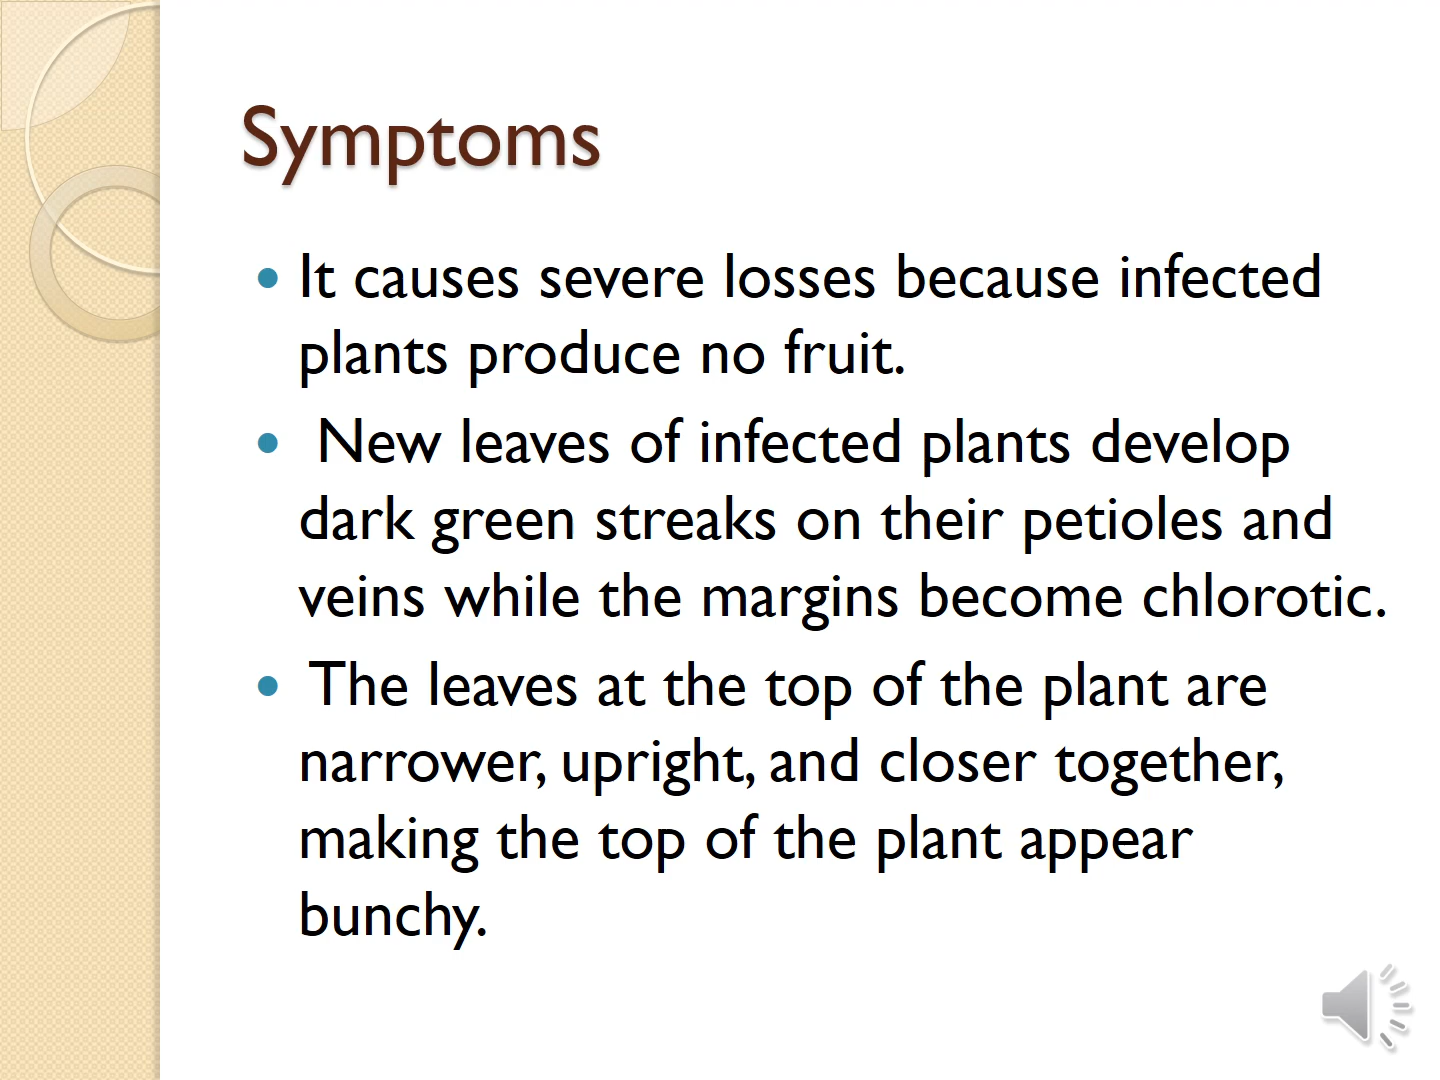 Symptoms
• It causes severe losses because infected
plants produce no fruit.
• New leaves of infected plants develop
dark green streaks on their petioles and
veins while the margins become chlorotic.
• The leaves at the top of the plant are
narrower, upright, and closer together,
making the top of the plant appear
bunchy.